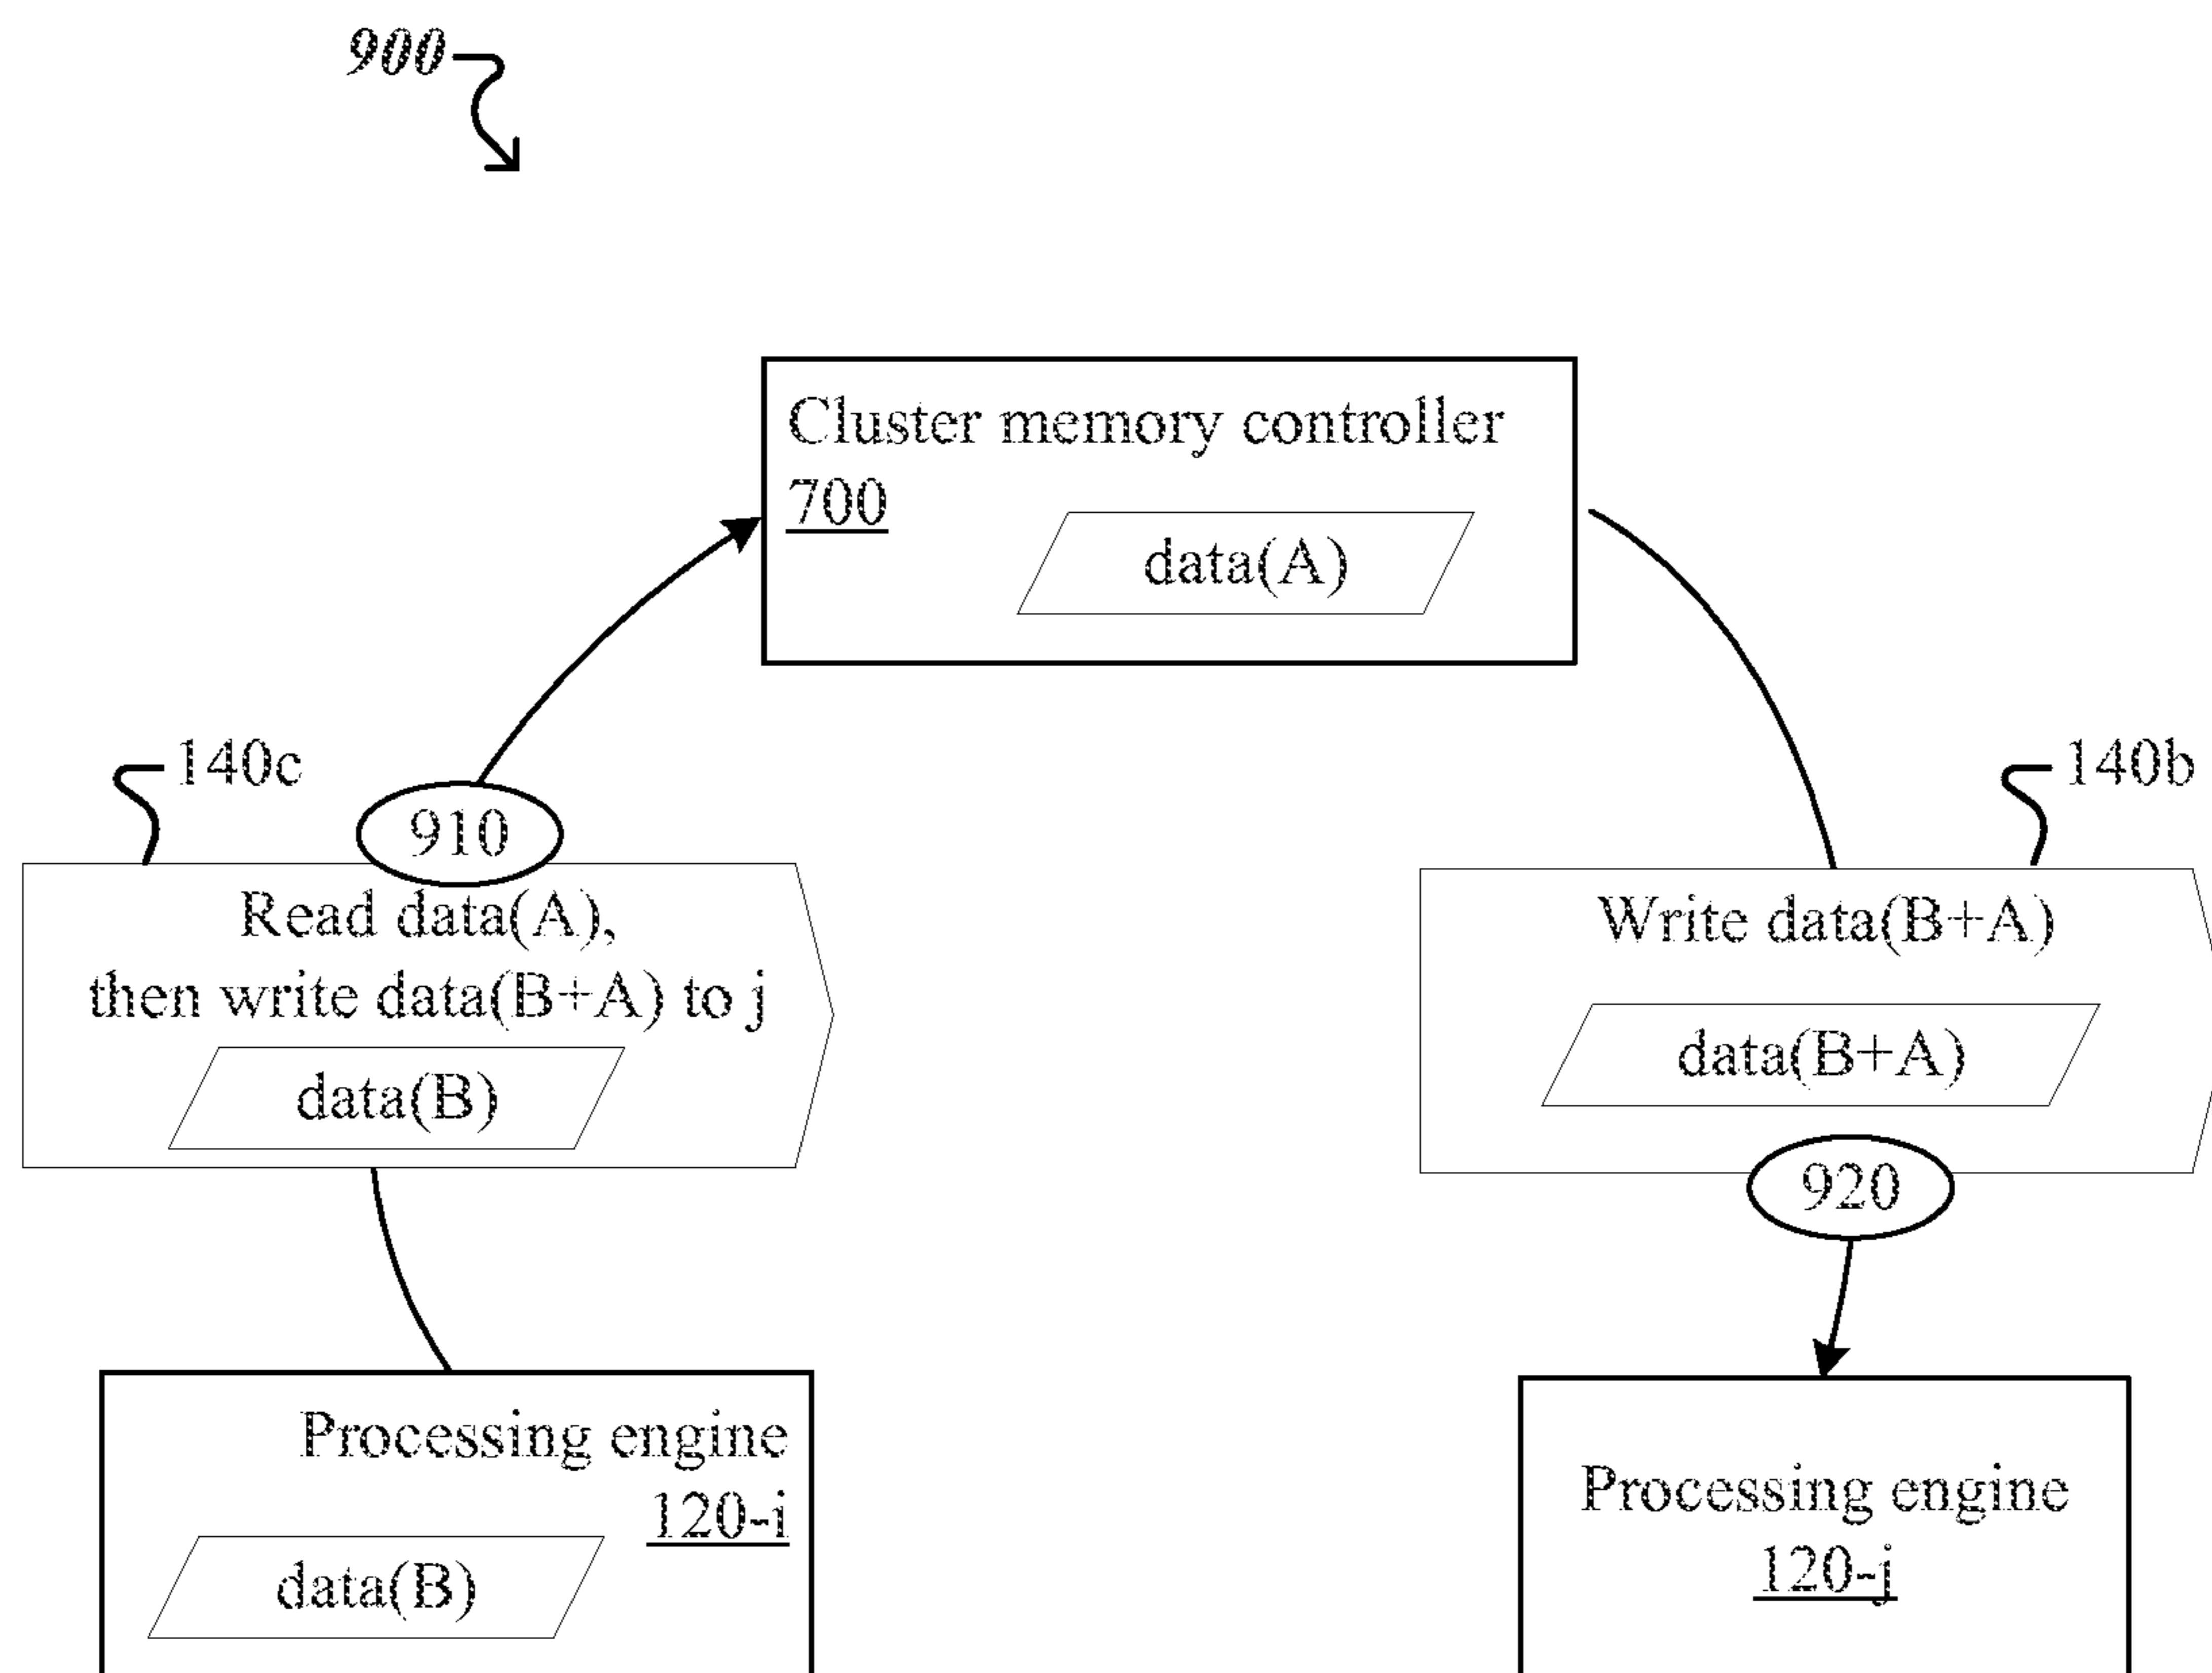 900
Cluster memory controller
700
data(A)
140c
910
Read data(A),
then write data(B+A) to j
data(B)
140b
Write data(B+A)
data(B+A)
920
Processing engine
120-i
data(B)
Processing engine
120-j